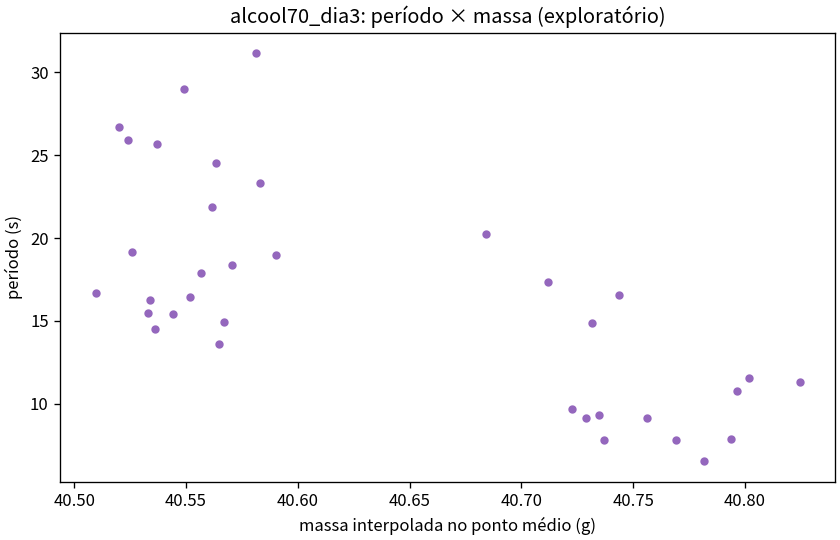 alcool70_dia3: período × massa (exploratório)
período (s)
30
25
20
15
10
40.50 40.55 40.60 40.65 40.70 40.75 40.80
massa interpolada no ponto médio (g)